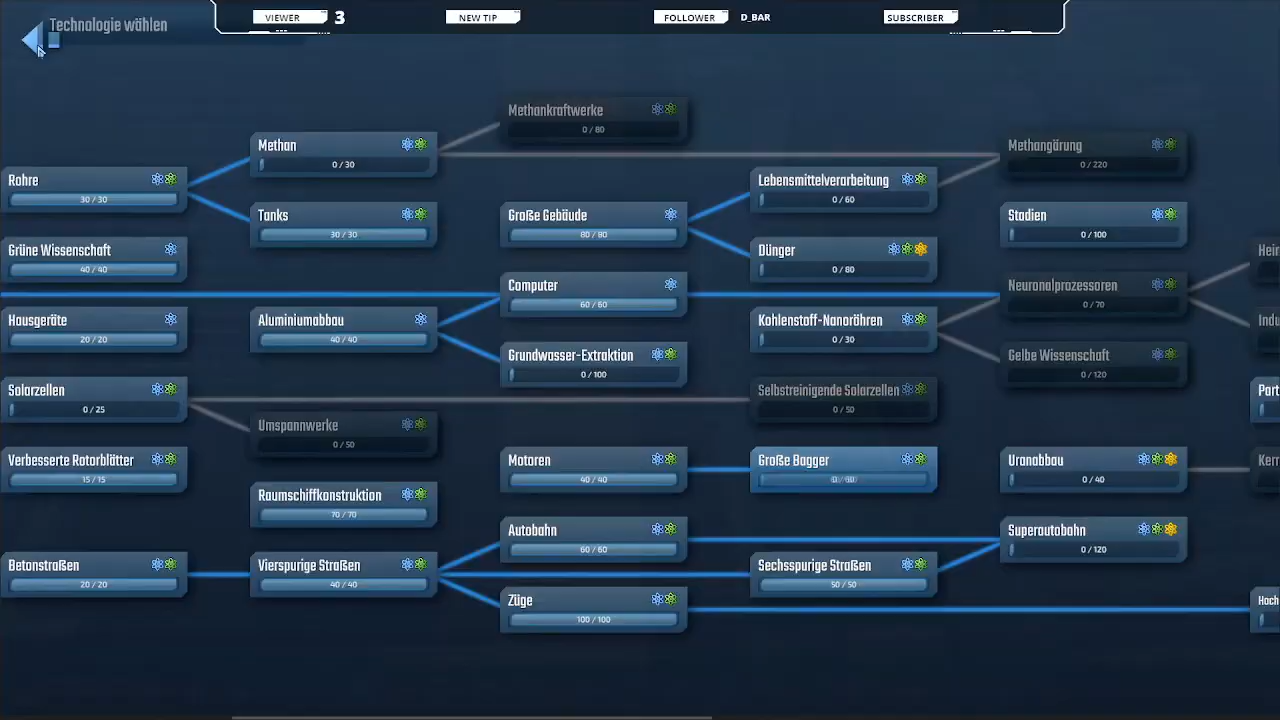 Technologie wählen
VIEWER 3
NEW TIP
FOLLOWER D_BAR
SUBSCRIBER
Methankraftwerke
0 / 80
Methan
0 / 30
Methangärung
0 / 220
Rohre
30 / 30
Lebensmittelverarbeitung
0 / 60
Tanks
30 / 30
Große Gebäude
80 / 80
Stadien
0 / 100
Grüne Wissenschaft
40 / 40
Dünger
0 / 80
Computer
60 / 60
Neuronalprozessoren
0 / 70
Hausgeräte
20 / 20
Aluminiumabbau
40 / 40
Kohlenstoff-Nanoröhren
0 / 30
Grundwasser-Extraktion
0 / 100
Gelbe Wissenschaft
0 / 120
Solarzellen
0 / 25
Selbstreinigende Solarzellen
0 / 50
Part
Umspannwerke
0 / 50
Verbesserte Rotorblätter
15 / 15
Motoren
40 / 40
Große Bagger
Uranabbau
0 / 40
Kerr
Raumschiffkonstruktion
70 / 70
Autobahn
60 / 60
Superautobahn
0 / 120
Betonstraßen
20 / 20
Vierspurige Straßen
40 / 40
Sechsspurige Straßen
50 / 50
Züge
100 / 100
Hoch